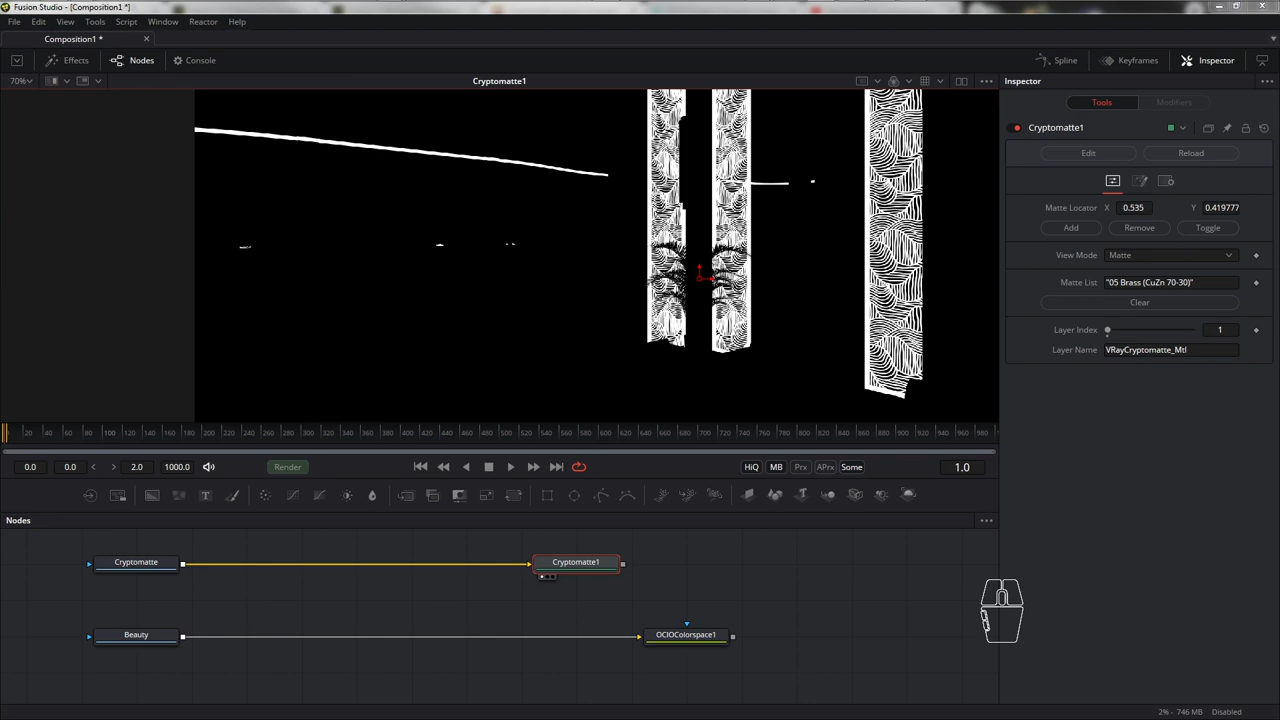 Fusion Studio - [Composition1 *]
File Edit View Tools Script Window Reactor Help
Composition1 *
Effects Nodes Console Spline Keyframes Inspector
70% Cryptomatte1 Inspector
Tools Modifiers
Cryptomatte1
Edit Reload
Matte Locator X 0.535 Y 0.419777
Add Remove Toggle
View Mode Matte
Matte List "05 Brass (CuZn 70-30)"
Clear
Layer Index 1
Layer Name VRayCryptomatte_Mtl
20 40 60 80 100 120 140 160 180 200 220 240 260 280 300 320 340 360 380 400 420 440 460 480 500 520 540 560 580 600 620 640 660 680 700 720 740 760 780 800 820 840 860 880 900 920 940 960 980
0.0 0.0 2.0 1000.0 Render HiQ MB Prx APrx Some 1.0
Nodes
Cryptomatte Cryptomatte1
Beauty OCIOColorspace1
2% - 746 MB Disabled